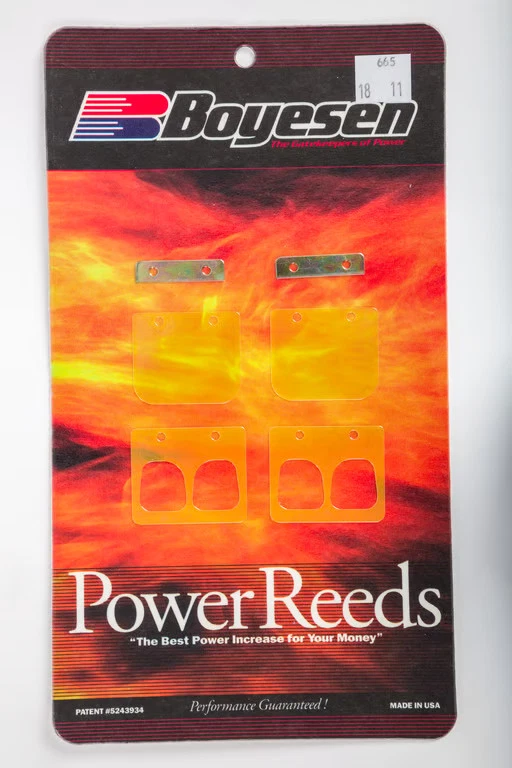 665
18 11
Boyesen
The Gatekeepers of Power
Power Reeds
"The Best Power Increase for Your Money"
PATENT #5243934 Performance Guaranteed! MADE IN USA